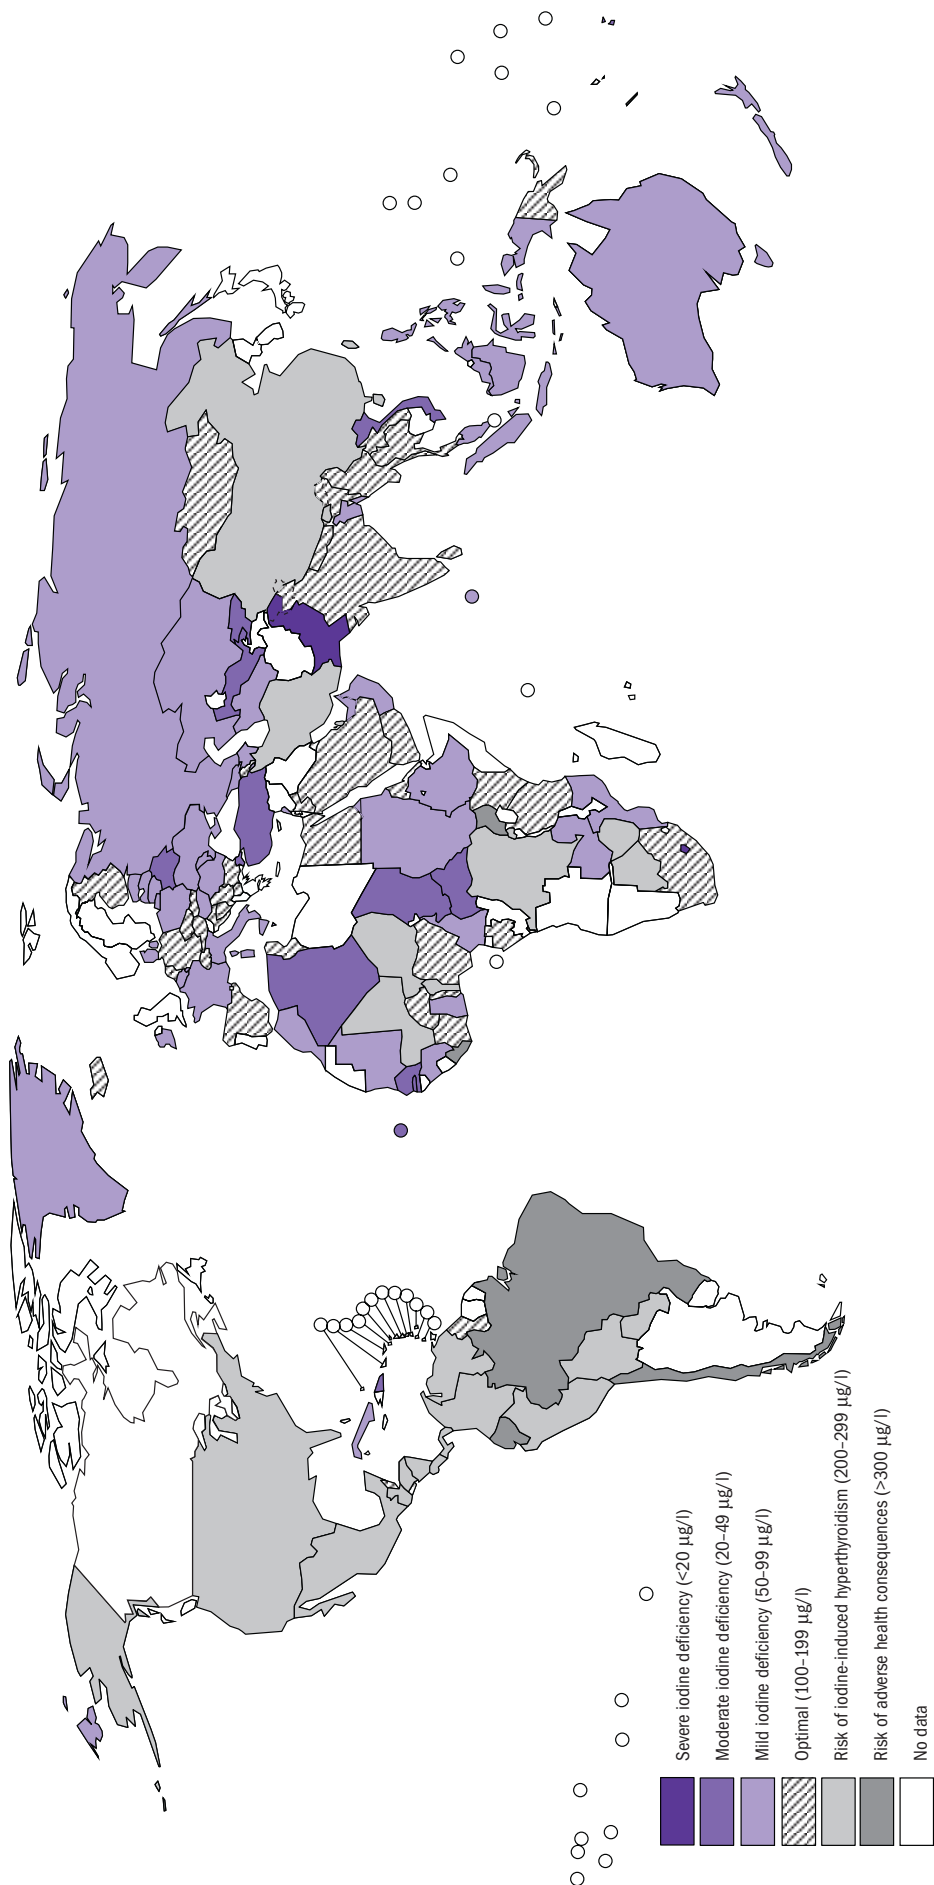 Severe iodine deficiency (<20 µg/l)
Moderate iodine deficiency (20–49 µg/l)
Mild iodine deficiency (50–99 µg/l)
Optimal (100–199 µg/l)
Risk of iodine-induced hyperthyroidism (200–299 µg/l)
Risk of adverse health consequences (>300 µg/l)
No data